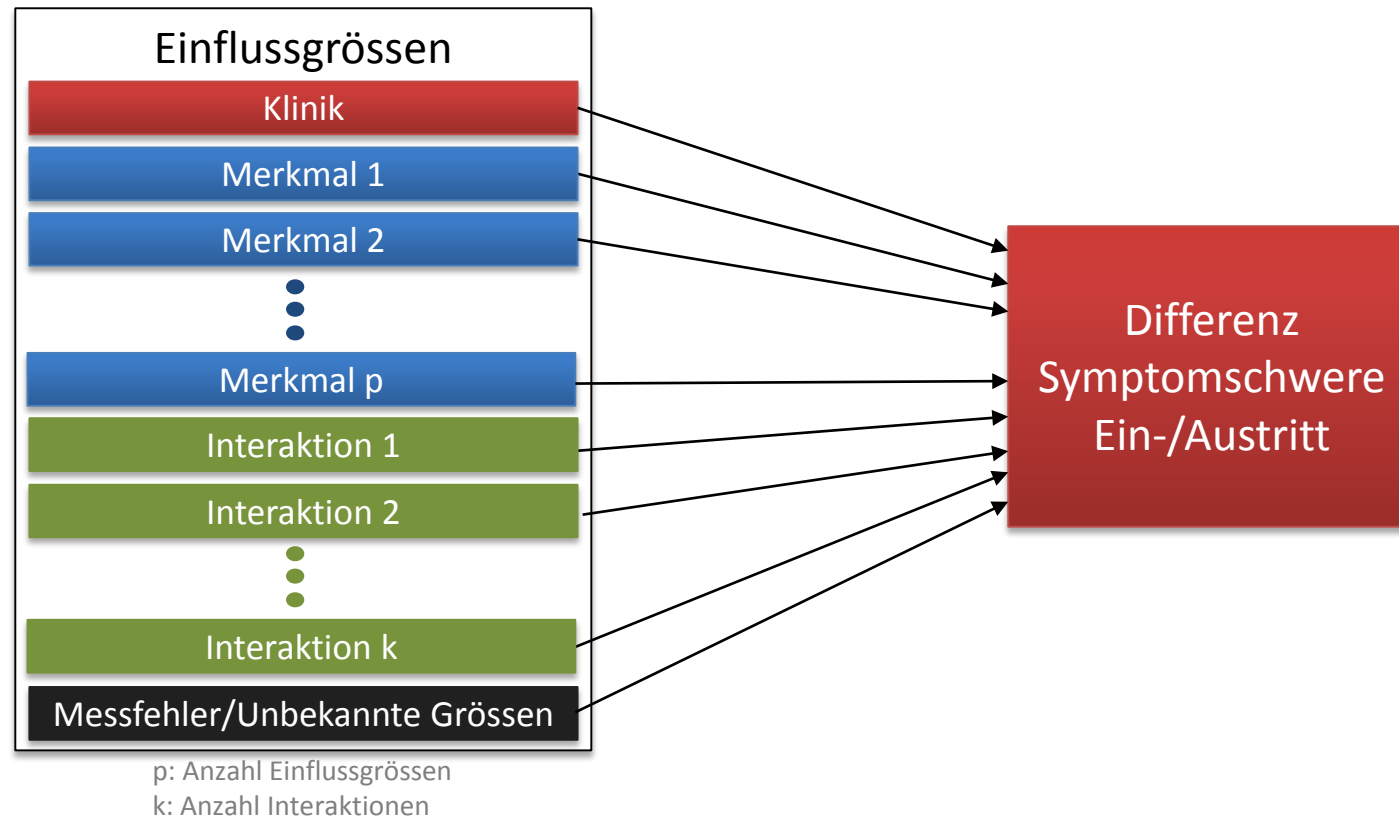 Einflussgrössen
Klinik
Merkmal 1
Merkmal 2
Merkmal p
Interaktion 1
Interaktion 2
Interaktion k
Messfehler/Unbekannte Grössen
p: Anzahl Einflussgrössen
k: Anzahl Interaktionen
Differenz
Symptomschwere
Ein-/Austritt